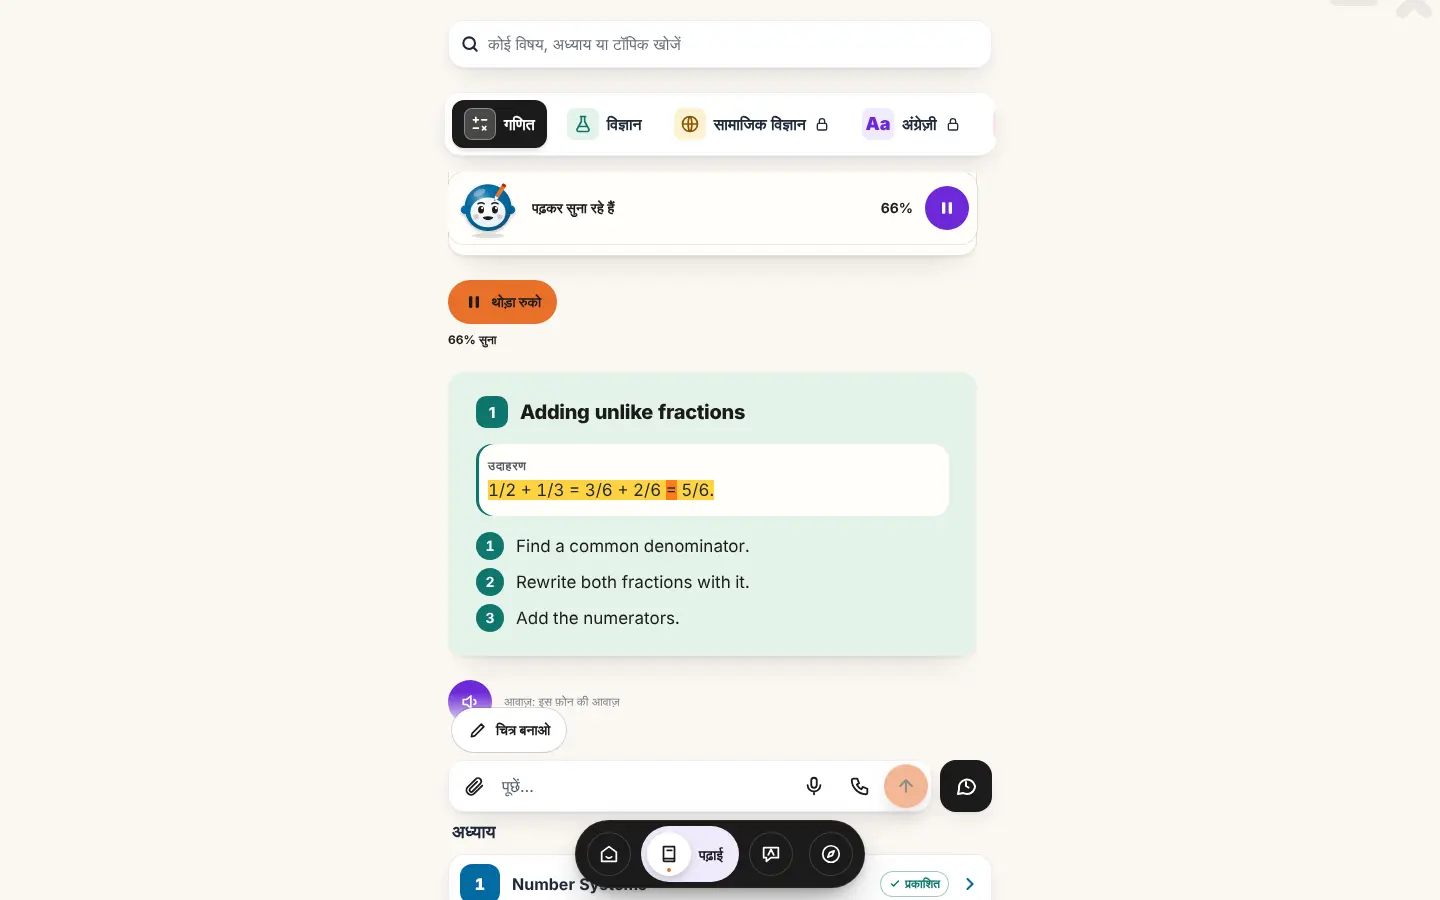 कोई विषय, अध्याय या टॉपिक खोजें
गणित
विज्ञान
सामाजिक विज्ञान
Aa अंग्रेज़ी
पढ़कर सुना रहे हैं
66%
थोड़ा रुको
66% सुना
1 Adding unlike fractions
उदाहरण
1/2 + 1/3 = 3/6 + 2/6 = 5/6.
1 Find a common denominator.
2 Rewrite both fractions with it.
3 Add the numerators.
आवाज़: इस फ़ोन की आवाज़
चित्र बनाओ
पूछें...
अध्याय
पढ़ाई
1 Number Systems
प्रकाशित